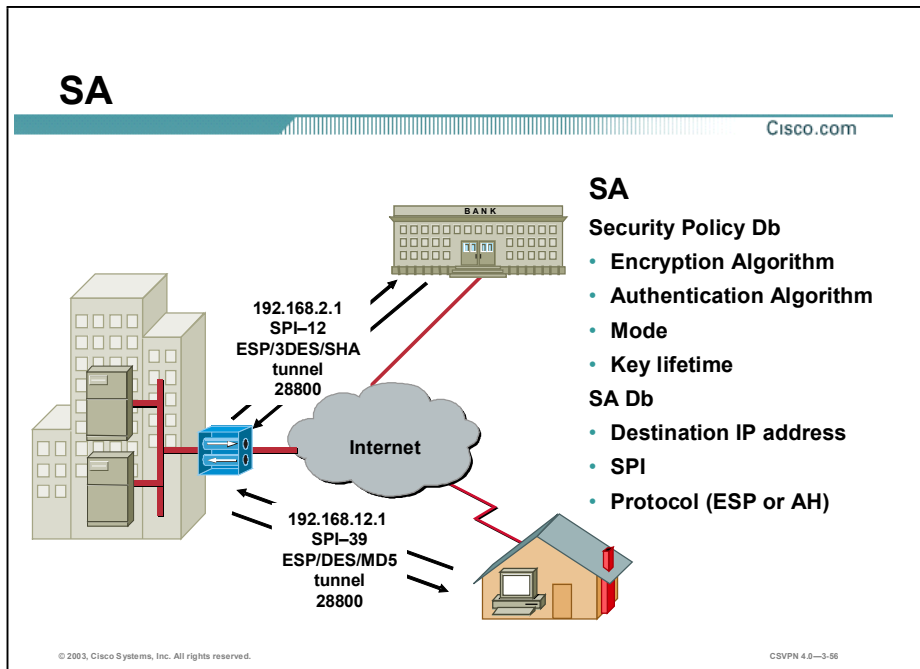 SA
Cisco.com
BANK
192.168.2.1
SPI–12
ESP/3DES/SHA
tunnel
28800
Internet
192.168.12.1
SPI–39
ESP/DES/MD5
tunnel
28800
SA
Security Policy Db
• Encryption Algorithm
• Authentication Algorithm
• Mode
• Key lifetime
SA Db
• Destination IP address
• SPI
• Protocol (ESP or AH)
© 2003, Cisco Systems, Inc. All rights reserved.
CSVPN 4.0—3-56